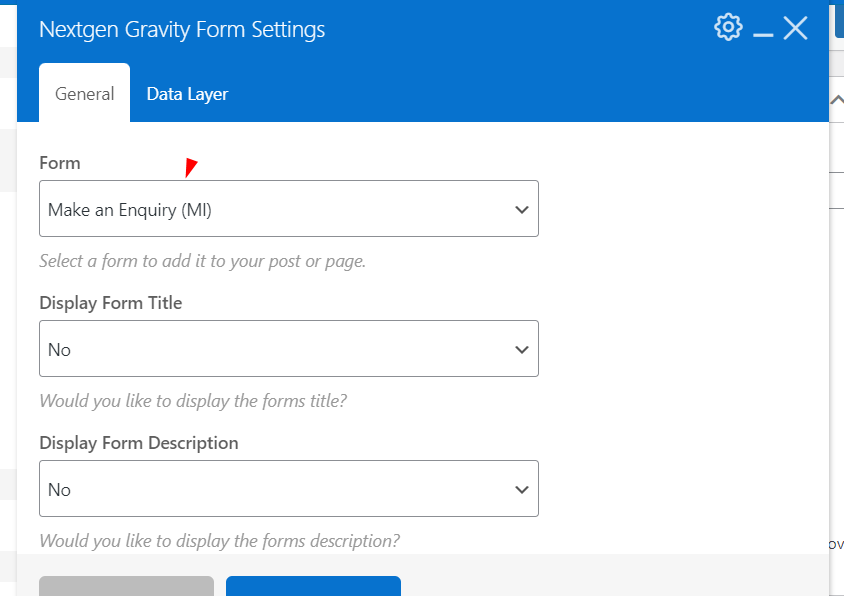 Nextgen Gravity Form Settings
General
Data Layer
Form
Make an Enquiry (MI)
Select a form to add it to your post or page.
Display Form Title
No
Would you like to display the forms title?
Display Form Description
No
Would you like to display the forms description?
ov